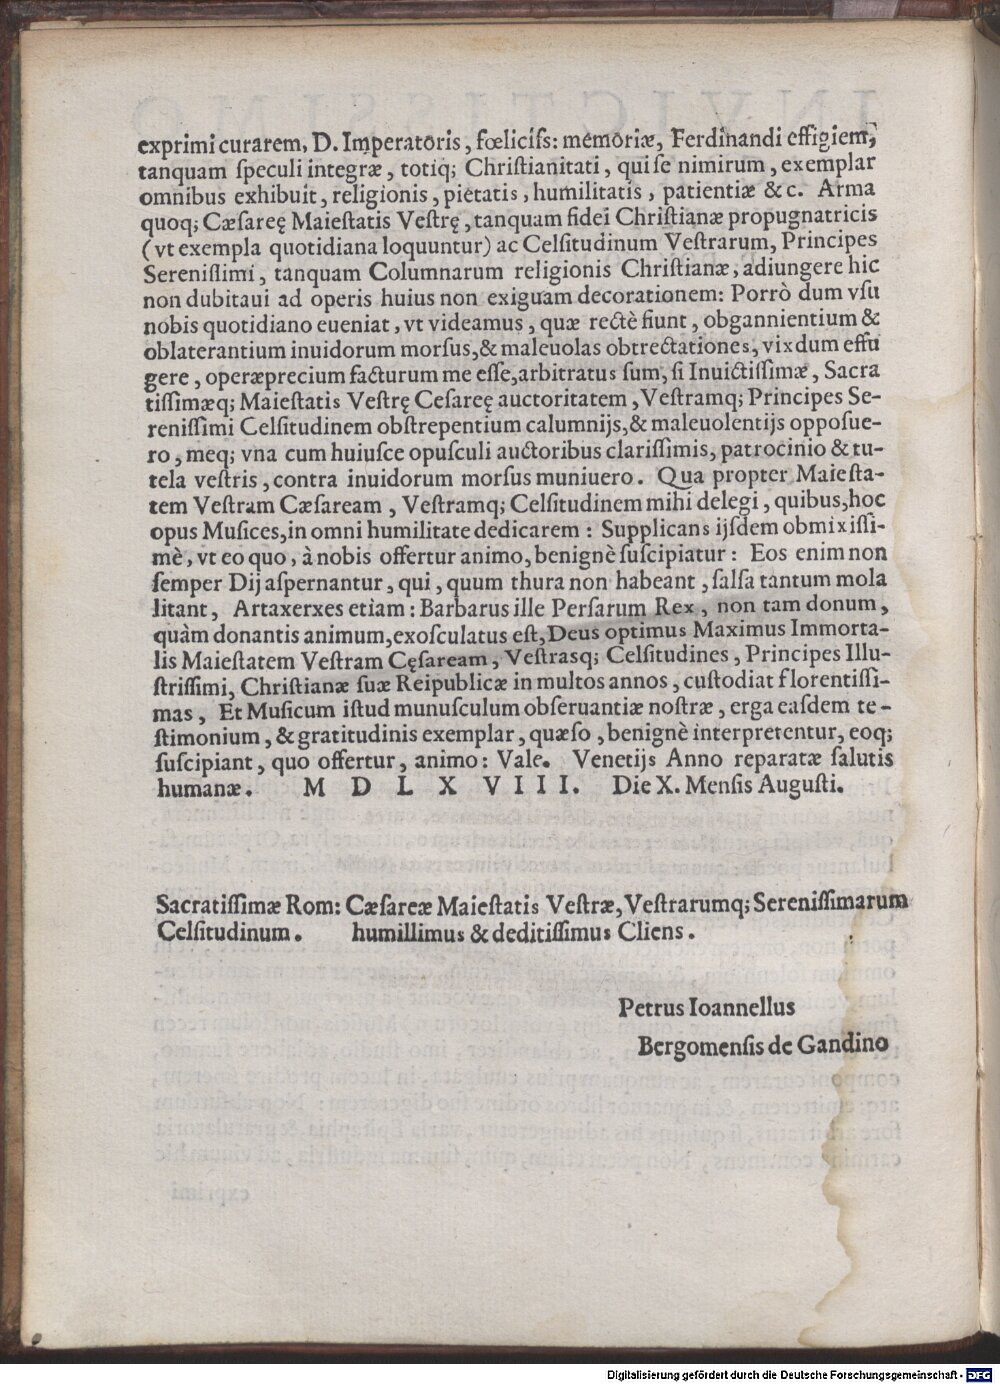 exprimi curarem, D. Imperatoris, fœliciſs: memoriæ, Ferdinandi effigiem,
tanquam ſpeculi integræ, totiq; Chriſtianitati, qui ſe nimirum, exemplar
omnibus exhibuit, religionis, pietatis, humilitatis, patientiæ & c. Arma
quoq; Cæſareę Maieſtatis Veſtrę, tanquam fidei Chriſtianæ propugnatricis
(vt exempla quotidiana loquuntur) ac Celſitudinum Veſtrarum, Principes
Sereniſſimi, tanquam Columnarum religionis Chriſtianæ, adiungere hic
non dubitaui ad operis huius non exiguam decorationem: Porrò dum vſu
nobis quotidiano eueniat, vt videamus, quæ rectè fiunt, obgannientium &
oblaterantium inuidorum morſus, & maleuolas obtrectationes, vix dum effu
gere, operæprecium facturum me eſſe, arbitratus ſum, ſi Inuictiſſimæ, Sacra
tiſſimæq; Maieſtatis Veſtrę Ceſareę auctoritatem, Veſtramq; Principes Se-
reniſſimi Celſitudinem obſtrepentium calumnijs, & maleuolentijs oppoſue-
ro, meq; vna cum huiuſce opuſculi auctoribus clariſſimis, patrocinio & tu-
tela veſtris, contra inuidorum morſus muniuero. Qua propter Maieſta-
tem Veſtram Cæſaream, Veſtramq; Celſitudinem mihi delegi, quibus, hoc
opus Muſices, in omni humilitate dedicarem: Supplicans ijſdem obmixiſſi-
mè, vt eo quo, à nobis offertur animo, benignè ſuſcipiatur: Eos enim non
ſemper Dij aſpernantur, qui, quum thura non habeant, ſalſa tantum mola
litant, Artaxerxes etiam: Barbarus ille Perſarum Rex, non tam donum,
quàm donantis animum, exoſculatus eſt, Deus optimus Maximus Immorta-
lis Maieſtatem Veſtram Cęſaream, Veſtrasq; Celſitudines, Principes Illu-
ſtriſſimi, Chriſtianæ ſuæ Reipublicæ in multos annos, cuſtodiat florentiſſi-
mas, Et Muſicum iſtud munuſculum obſeruantiæ noſtræ, erga eaſdem te-
ſtimonium, & gratitudinis exemplar, quæſo, benignè interpretentur, eoq;
ſuſcipiant, quo offertur, animo: Vale. Venetijs Anno reparatæ salutis
humanæ. M D L X V I I I. Die X. Menſis Auguſti.
Sacratiſſimæ Rom: Cæſareæ Maieſtatis Veſtræ, Veſtrarumq; Sereniſſimarum
Celſitudinum. humillimus & deditiſſimus Cliens.
Petrus Ioannellus
Bergomenſis de Gandino
Digitalisierung gefördert durch die Deutsche Forschungsgemeinschaft - DFG